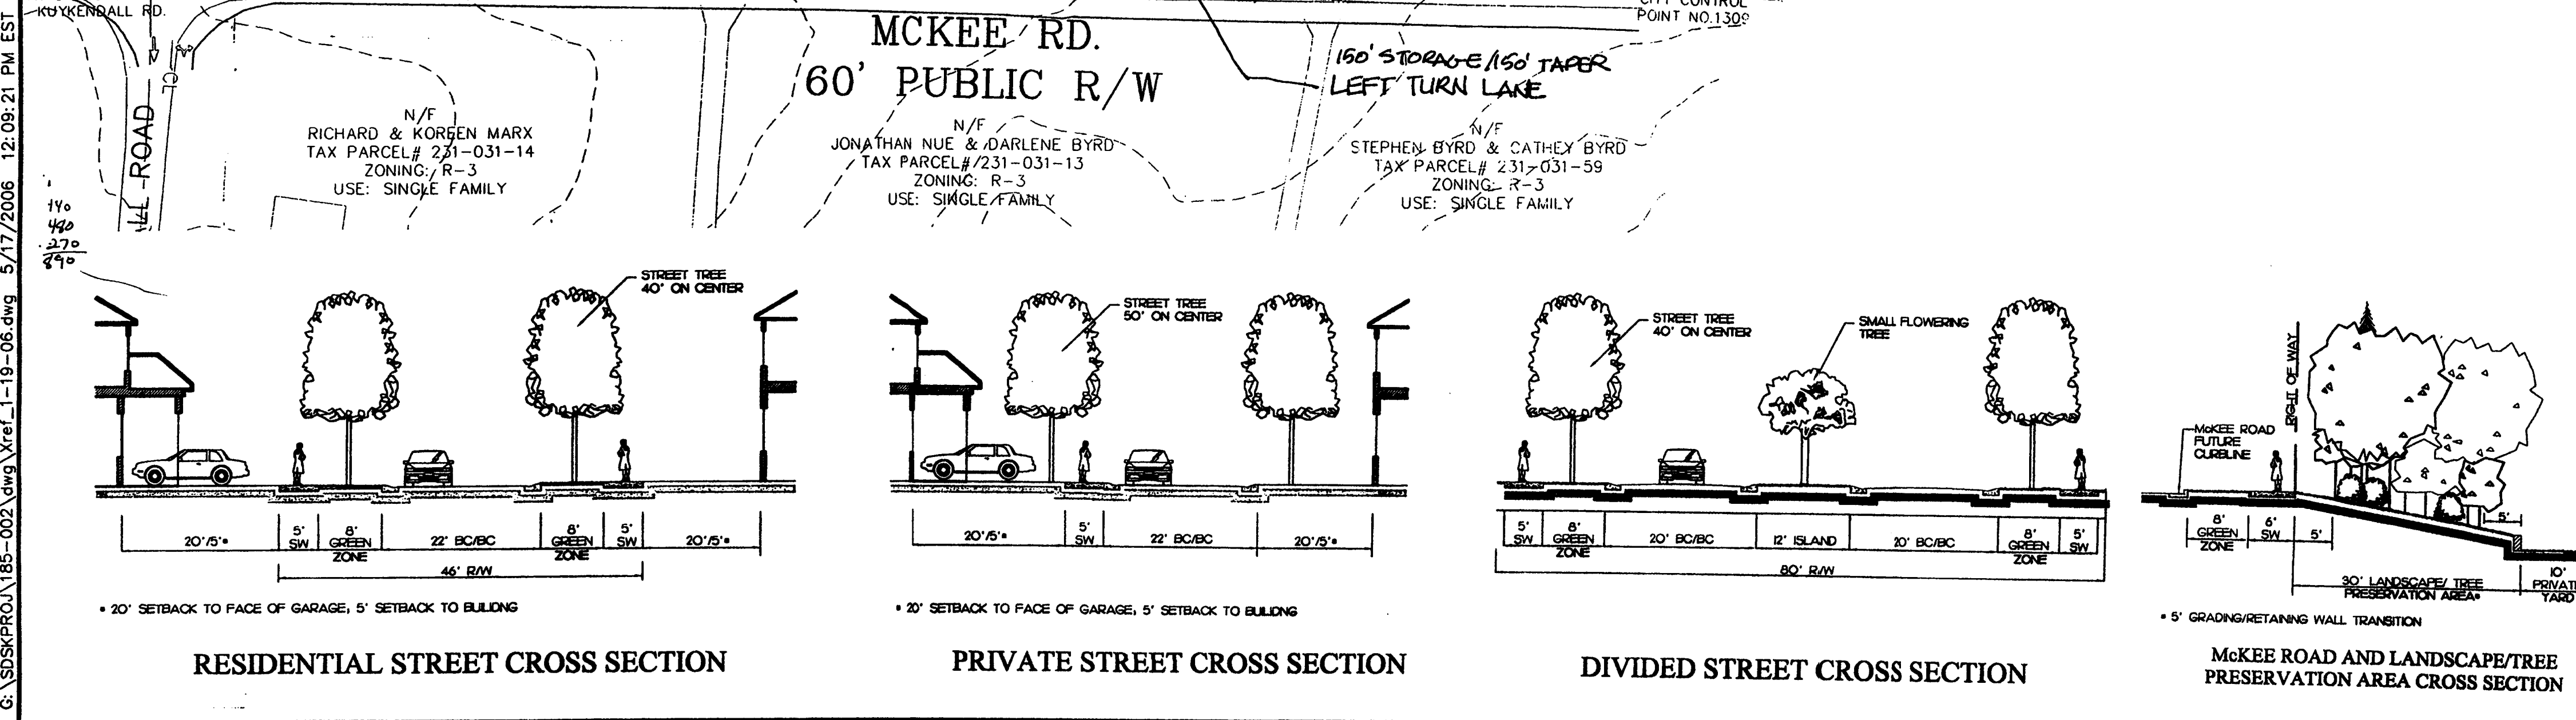 G:\SDSKPROJ\185-002\dwg\Xref_1-19-06.dwg 5/17/2006 12:09:21 PM EST
KUYKENDALL RD.
CL
ROAD
MCKEE RD.
60' PUBLIC R/W
CITY CONTROL
POINT NO.1309
150' STORAGE/150' TAPER
LEFT TURN LANE
N/F
RICHARD & KOREEN MARX
TAX PARCEL# 231-031-14
ZONING: R-3
USE: SINGLE FAMILY
N/F
JONATHAN NUE & DARLENE BYRD
TAX PARCEL# 231-031-13
ZONING: R-3
USE: SINGLE FAMILY
N/F
STEPHEN BYRD & CATHEY BYRD
TAX PARCEL# 231-031-59
ZONING: R-3
USE: SINGLE FAMILY
140
480
270
890
STREET TREE
40' ON CENTER
20'/5'*
5'
SW
8'
GREEN
ZONE
22' BC/BC
8'
GREEN
ZONE
5'
SW
20'/5'*
46' R/W
* 20' SETBACK TO FACE OF GARAGE, 5' SETBACK TO BUILDING
RESIDENTIAL STREET CROSS SECTION
STREET TREE
50' ON CENTER
20'/5'*
5'
SW
22' BC/BC
20'/5'*
* 20' SETBACK TO FACE OF GARAGE, 5' SETBACK TO BUILDING
PRIVATE STREET CROSS SECTION
STREET TREE
40' ON CENTER
SMALL FLOWERING
TREE
5'
SW
8'
GREEN
ZONE
20' BC/BC
12' ISLAND
20' BC/BC
8'
GREEN
ZONE
5'
SW
80' R/W
DIVIDED STREET CROSS SECTION
RIGHT OF WAY
McKEE ROAD
FUTURE
CURBLINE
8'
GREEN
ZONE
6'
SW
5'
5'
30' LANDSCAPE/ TREE
PRESERVATION AREA*
10'
PRIVATE
YARD
* 5' GRADING/RETAINING WALL TRANSITION
McKEE ROAD AND LANDSCAPE/TREE
PRESERVATION AREA CROSS SECTION